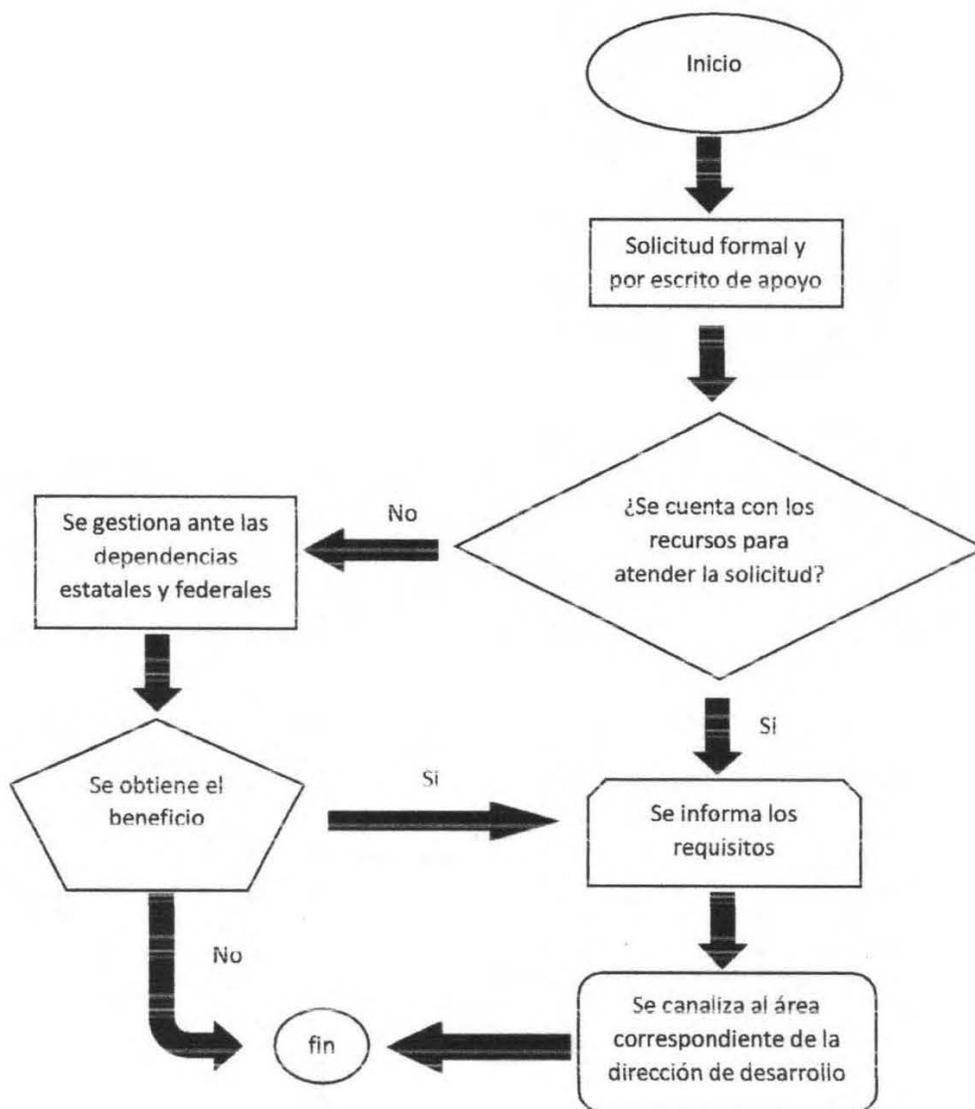 Inicio
Solicitud formal y
por escrito de apoyo
¿Se cuenta con los
recursos para
atender la solicitud?
No
Se gestiona ante las
dependencias
estatales y federales
Si
Se obtiene el
beneficio
Si
Se informa los
requisitos
No
Se canaliza al área
correspondiente de la
dirección de desarrollo
fin